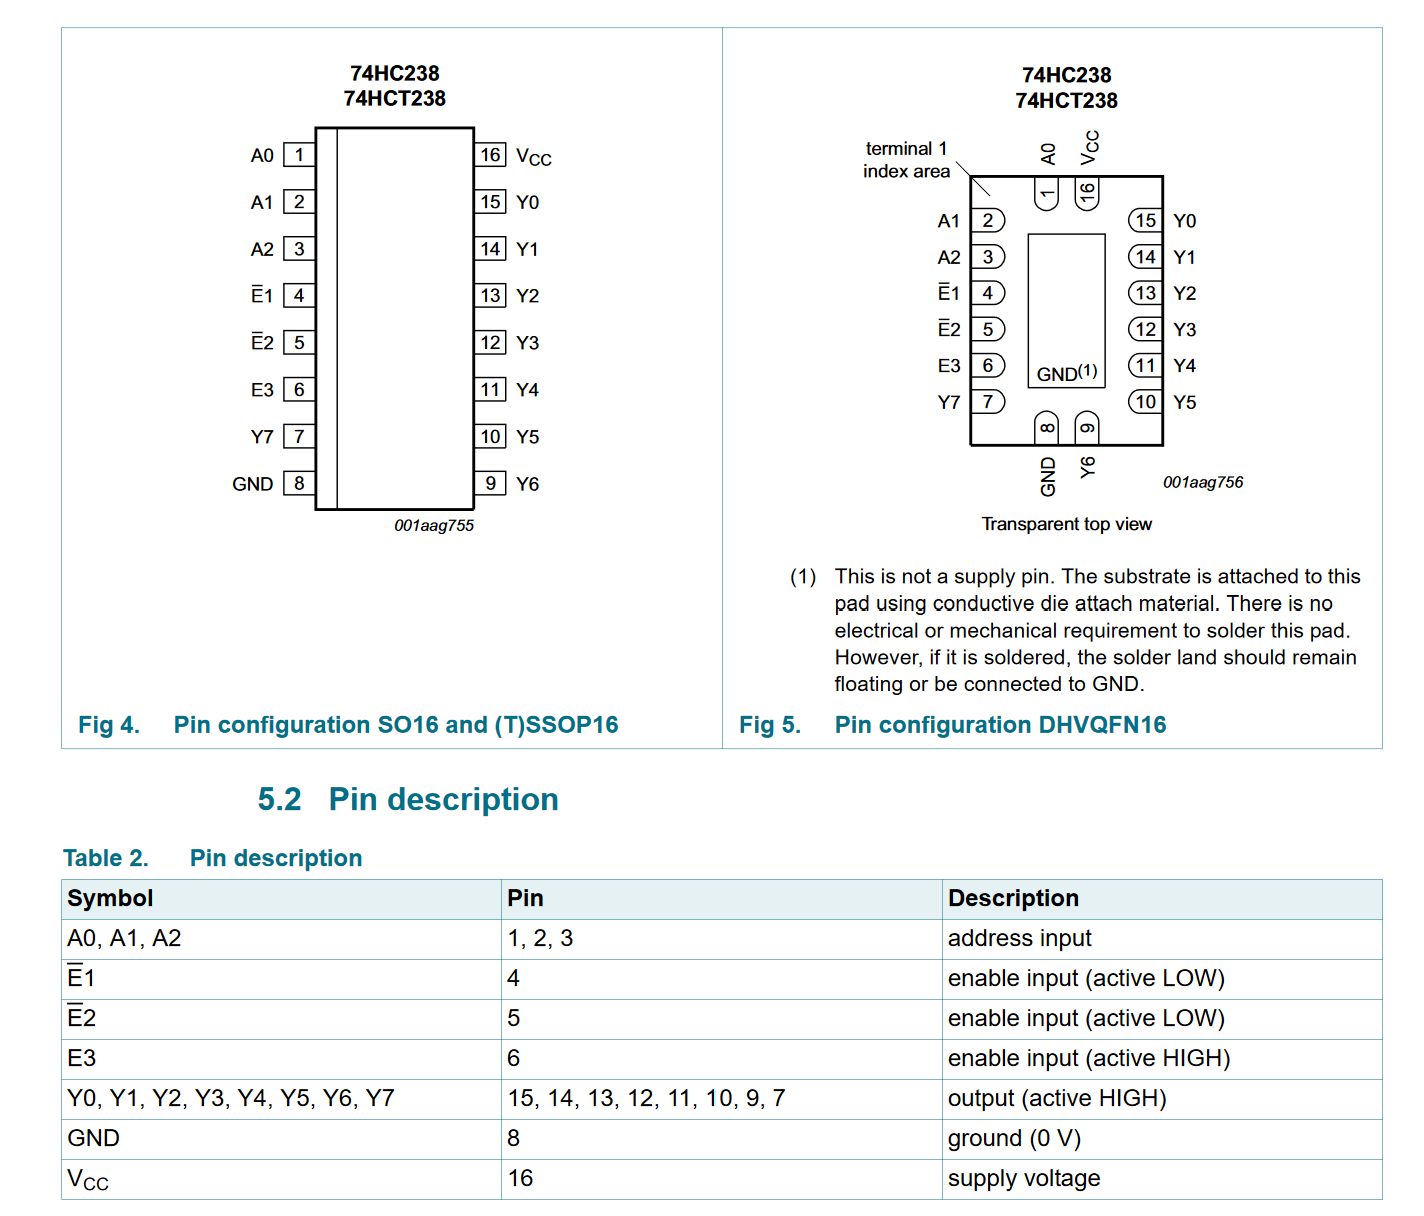 74HC238
74HCT238
A0 1 16 VCC
A1 2 15 Y0
A2 3 14 Y1
E̅1 4 13 Y2
E̅2 5 12 Y3
E3 6 11 Y4
Y7 7 10 Y5
GND 8 9 Y6
001aag755
Fig 4. Pin configuration SO16 and (T)SSOP16
74HC238
74HCT238
terminal 1
index area
A0 VCC
1 16
A1 2 15 Y0
A2 3 14 Y1
E̅1 4 13 Y2
E̅2 5 12 Y3
E3 6 11 Y4
GND(1)
Y7 7 10 Y5
8 9
GND Y6
001aag756
Transparent top view
(1) This is not a supply pin. The substrate is attached to this
pad using conductive die attach material. There is no
electrical or mechanical requirement to solder this pad.
However, if it is soldered, the solder land should remain
floating or be connected to GND.
Fig 5. Pin configuration DHVQFN16
5.2 Pin description
Table 2. Pin description
Symbol Pin Description
A0, A1, A2 1, 2, 3 address input
E̅1 4 enable input (active LOW)
E̅2 5 enable input (active LOW)
E3 6 enable input (active HIGH)
Y0, Y1, Y2, Y3, Y4, Y5, Y6, Y7 15, 14, 13, 12, 11, 10, 9, 7 output (active HIGH)
GND 8 ground (0 V)
VCC 16 supply voltage